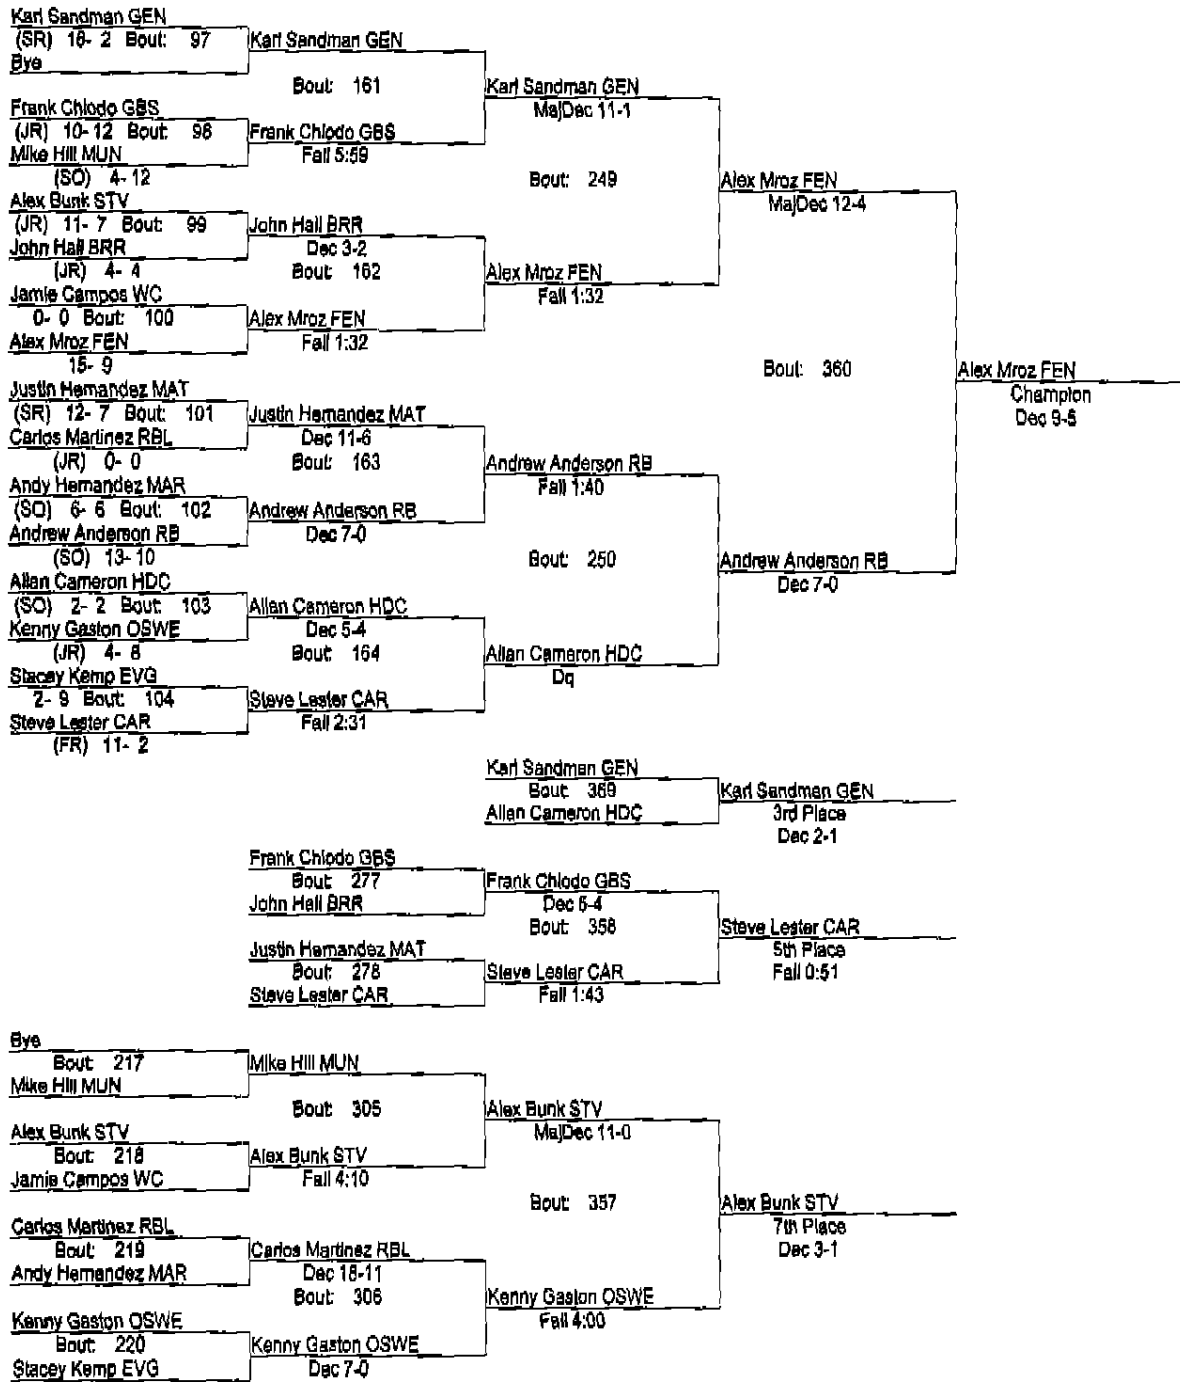 Karl Sandman GEN
(SR) 18- 2 Bout: 97
Bye
Karl Sandman GEN
Bout: 161
Frank Chiodo GBS
(JR) 10- 12 Bout: 98
Mike Hill MUN
(SO) 4- 12
Frank Chiodo GBS
Fall 5:59
Karl Sandman GEN
MajDec 11-1
Bout: 249
Alex Bunk STV
(JR) 11- 7 Bout: 99
John Hall BRR
(JR) 4- 4
John Hall BRR
Dec 3-2
Bout: 162
Jamie Campos WC
0- 0 Bout: 100
Alex Mroz FEN
15- 9
Alex Mroz FEN
Fall 1:32
Alex Mroz FEN
Fall 1:32
Alex Mroz FEN
MajDec 12-4
Bout: 360
Justin Hernandez MAT
(SR) 12- 7 Bout: 101
Carlos Martinez RBL
(JR) 0- 0
Justin Hernandez MAT
Dec 11-6
Bout: 163
Andy Hernandez MAR
(SO) 6- 6 Bout: 102
Andrew Anderson RB
(SO) 13- 10
Andrew Anderson RB
Dec 7-0
Andrew Anderson RB
Fall 1:40
Bout: 250
Allan Cameron HDC
(SO) 2- 2 Bout: 103
Kenny Gaston OSWE
(JR) 4- 8
Allan Cameron HDC
Dec 5-4
Bout: 164
Stacey Kemp EVG
2- 9 Bout: 104
Steve Lester CAR
(FR) 11- 2
Steve Lester CAR
Fall 2:31
Allan Cameron HDC
Dq
Andrew Anderson RB
Dec 7-0
Alex Mroz FEN
Champion
Dec 9-5
Karl Sandman GEN
Bout: 369
Allan Cameron HDC
Karl Sandman GEN
3rd Place
Dec 2-1
Frank Chiodo GBS
Bout: 277
John Hall BRR
Frank Chiodo GBS
Dec 5-4
Bout: 358
Justin Hernandez MAT
Bout: 278
Steve Lester CAR
Steve Lester CAR
Fall 1:43
Steve Lester CAR
5th Place
Fall 0:51
Bye
Bout: 217
Mike Hill MUN
Mike Hill MUN
Bout: 305
Alex Bunk STV
Bout: 218
Jamie Campos WC
Alex Bunk STV
Fall 4:10
Alex Bunk STV
MajDec 11-0
Bout: 357
Carlos Martinez RBL
Bout: 219
Andy Hernandez MAR
Carlos Martinez RBL
Dec 18-11
Bout: 306
Kenny Gaston OSWE
Bout: 220
Stacey Kemp EVG
Kenny Gaston OSWE
Dec 7-0
Kenny Gaston OSWE
Fall 4:00
Alex Bunk STV
7th Place
Dec 3-1